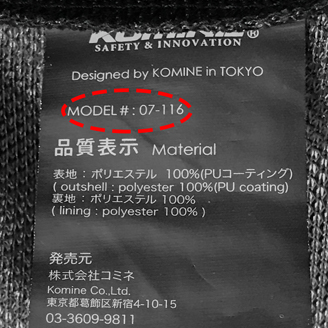 KOMINE®
SAFETY & INNOVATION
Designed by KOMINE in TOKYO
MODEL # : 07-116
品質表示 Material
表地 : ポリエステル 100%(PUコーティング)
( outshell : polyester 100%(PU coating)
裏地 : ポリエステル 100%
( lining : polyester 100% )
発売元
株式会社コミネ
Komine Co.,Ltd.
東京都葛飾区新宿4-10-15
03-3609-9811